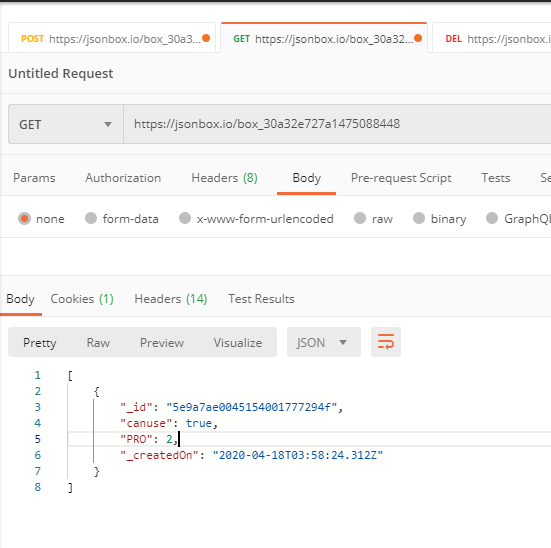 POST https://jsonbox.io/box_30a3...
GET https://jsonbox.io/box_30a32...
DEL https://jsonbox.i
Untitled Request
GET
https://jsonbox.io/box_30a32e727a1475088448
Params Authorization Headers (8) Body Pre-request Script Tests Se
none form-data x-www-form-urlencoded raw binary GraphQL
Body Cookies (1) Headers (14) Test Results
Pretty Raw Preview Visualize JSON
1 [
2 {
3 "_id": "5e9a7ae0045154001777294f",
4 "canuse": true,
5 "PRO": 2,
6 "_createdOn": "2020-04-18T03:58:24.312Z"
7 }
8 ]